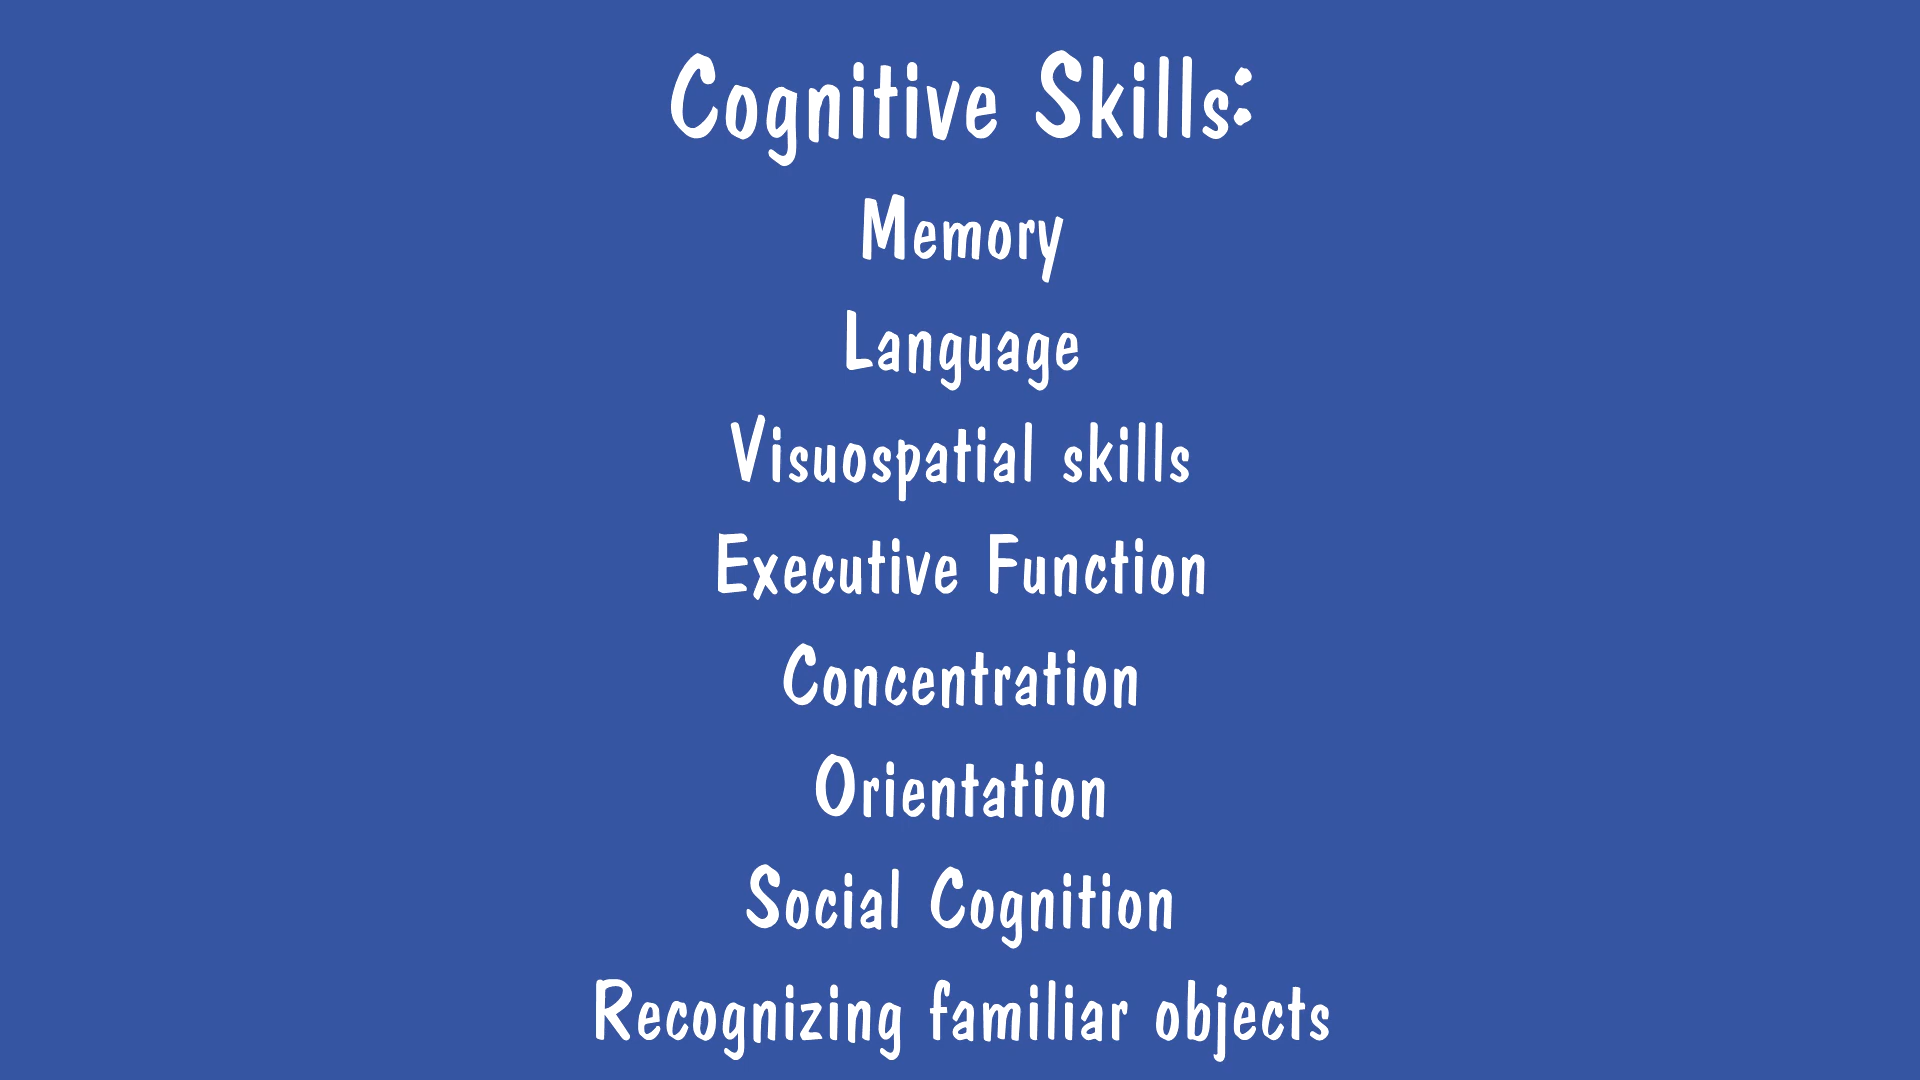 Cognitive Skills:
Memory
Language
Visuospatial skills
Executive Function
Concentration
Orientation
Social Cognition
Recognizing familiar objects